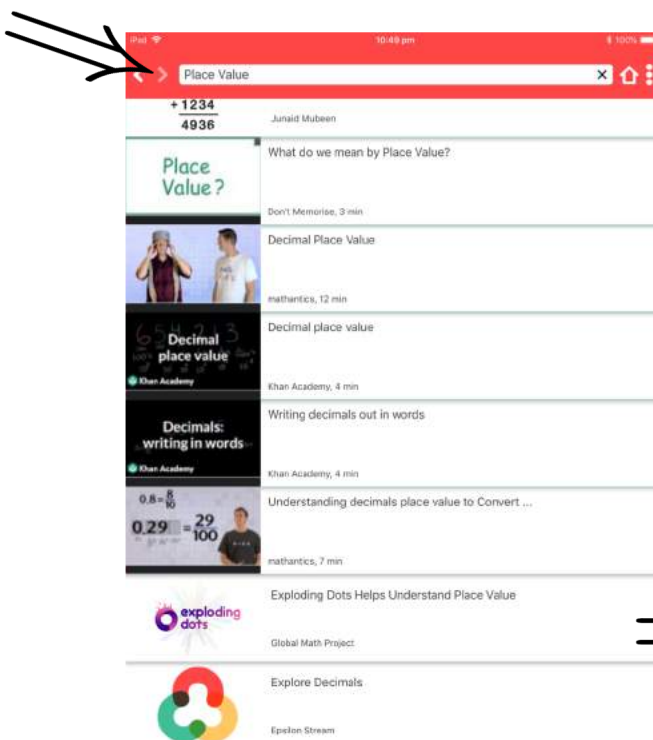 iPad 10:49 pm 100%
Place Value
+ 1234
4936
Junaid Mubeen
Place
Value?
What do we mean by Place Value?
Don't Memorise, 3 min
Decimal Place Value
mathantics, 12 min
Decimal
place value
Khan Academy
Decimal place value
Khan Academy, 4 min
Decimals:
writing in words
Khan Academy
Writing decimals out in words
Khan Academy, 4 min
0.8 = 8/10
0.29 = 29/100
Understanding decimals place value to Convert ...
mathantics, 7 min
exploding
dots
Exploding Dots Helps Understand Place Value
Global Math Project
Explore Decimals
Epsilon Stream